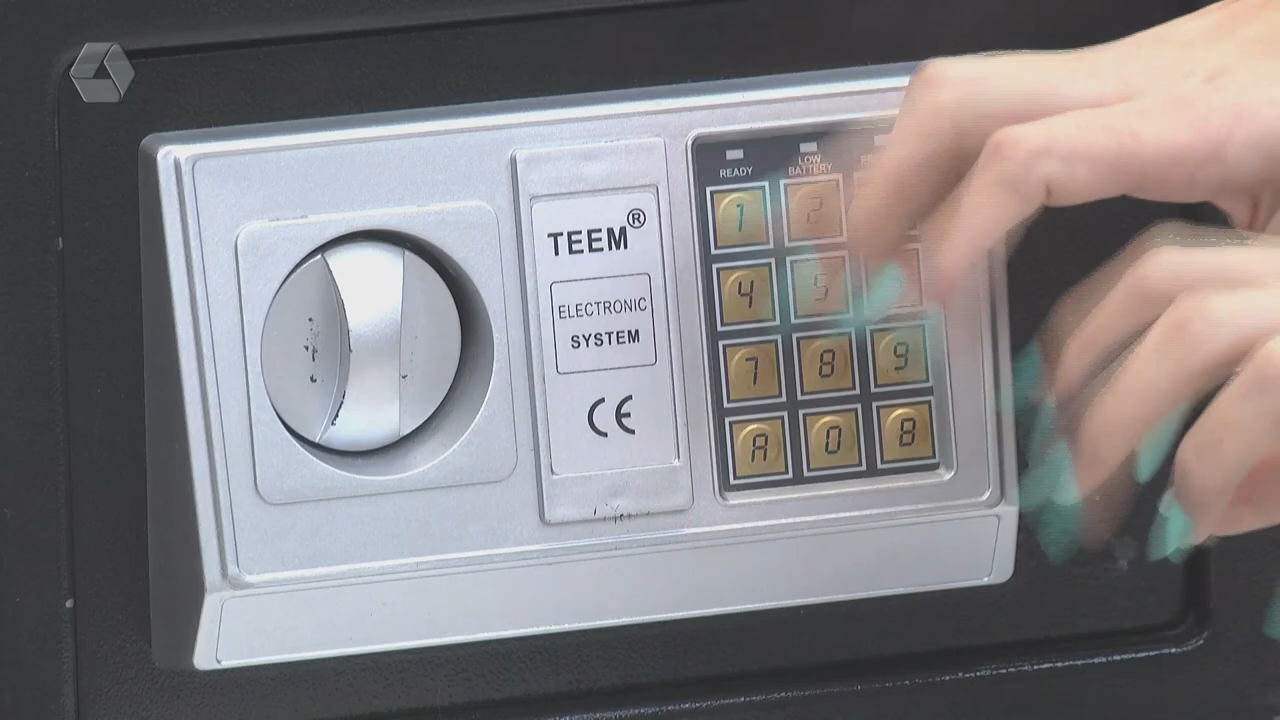 TEEM®
ELECTRONIC
SYSTEM
CE
READY
LOW
BATTERY
1 2
4 5
7 8 9
A 0 B